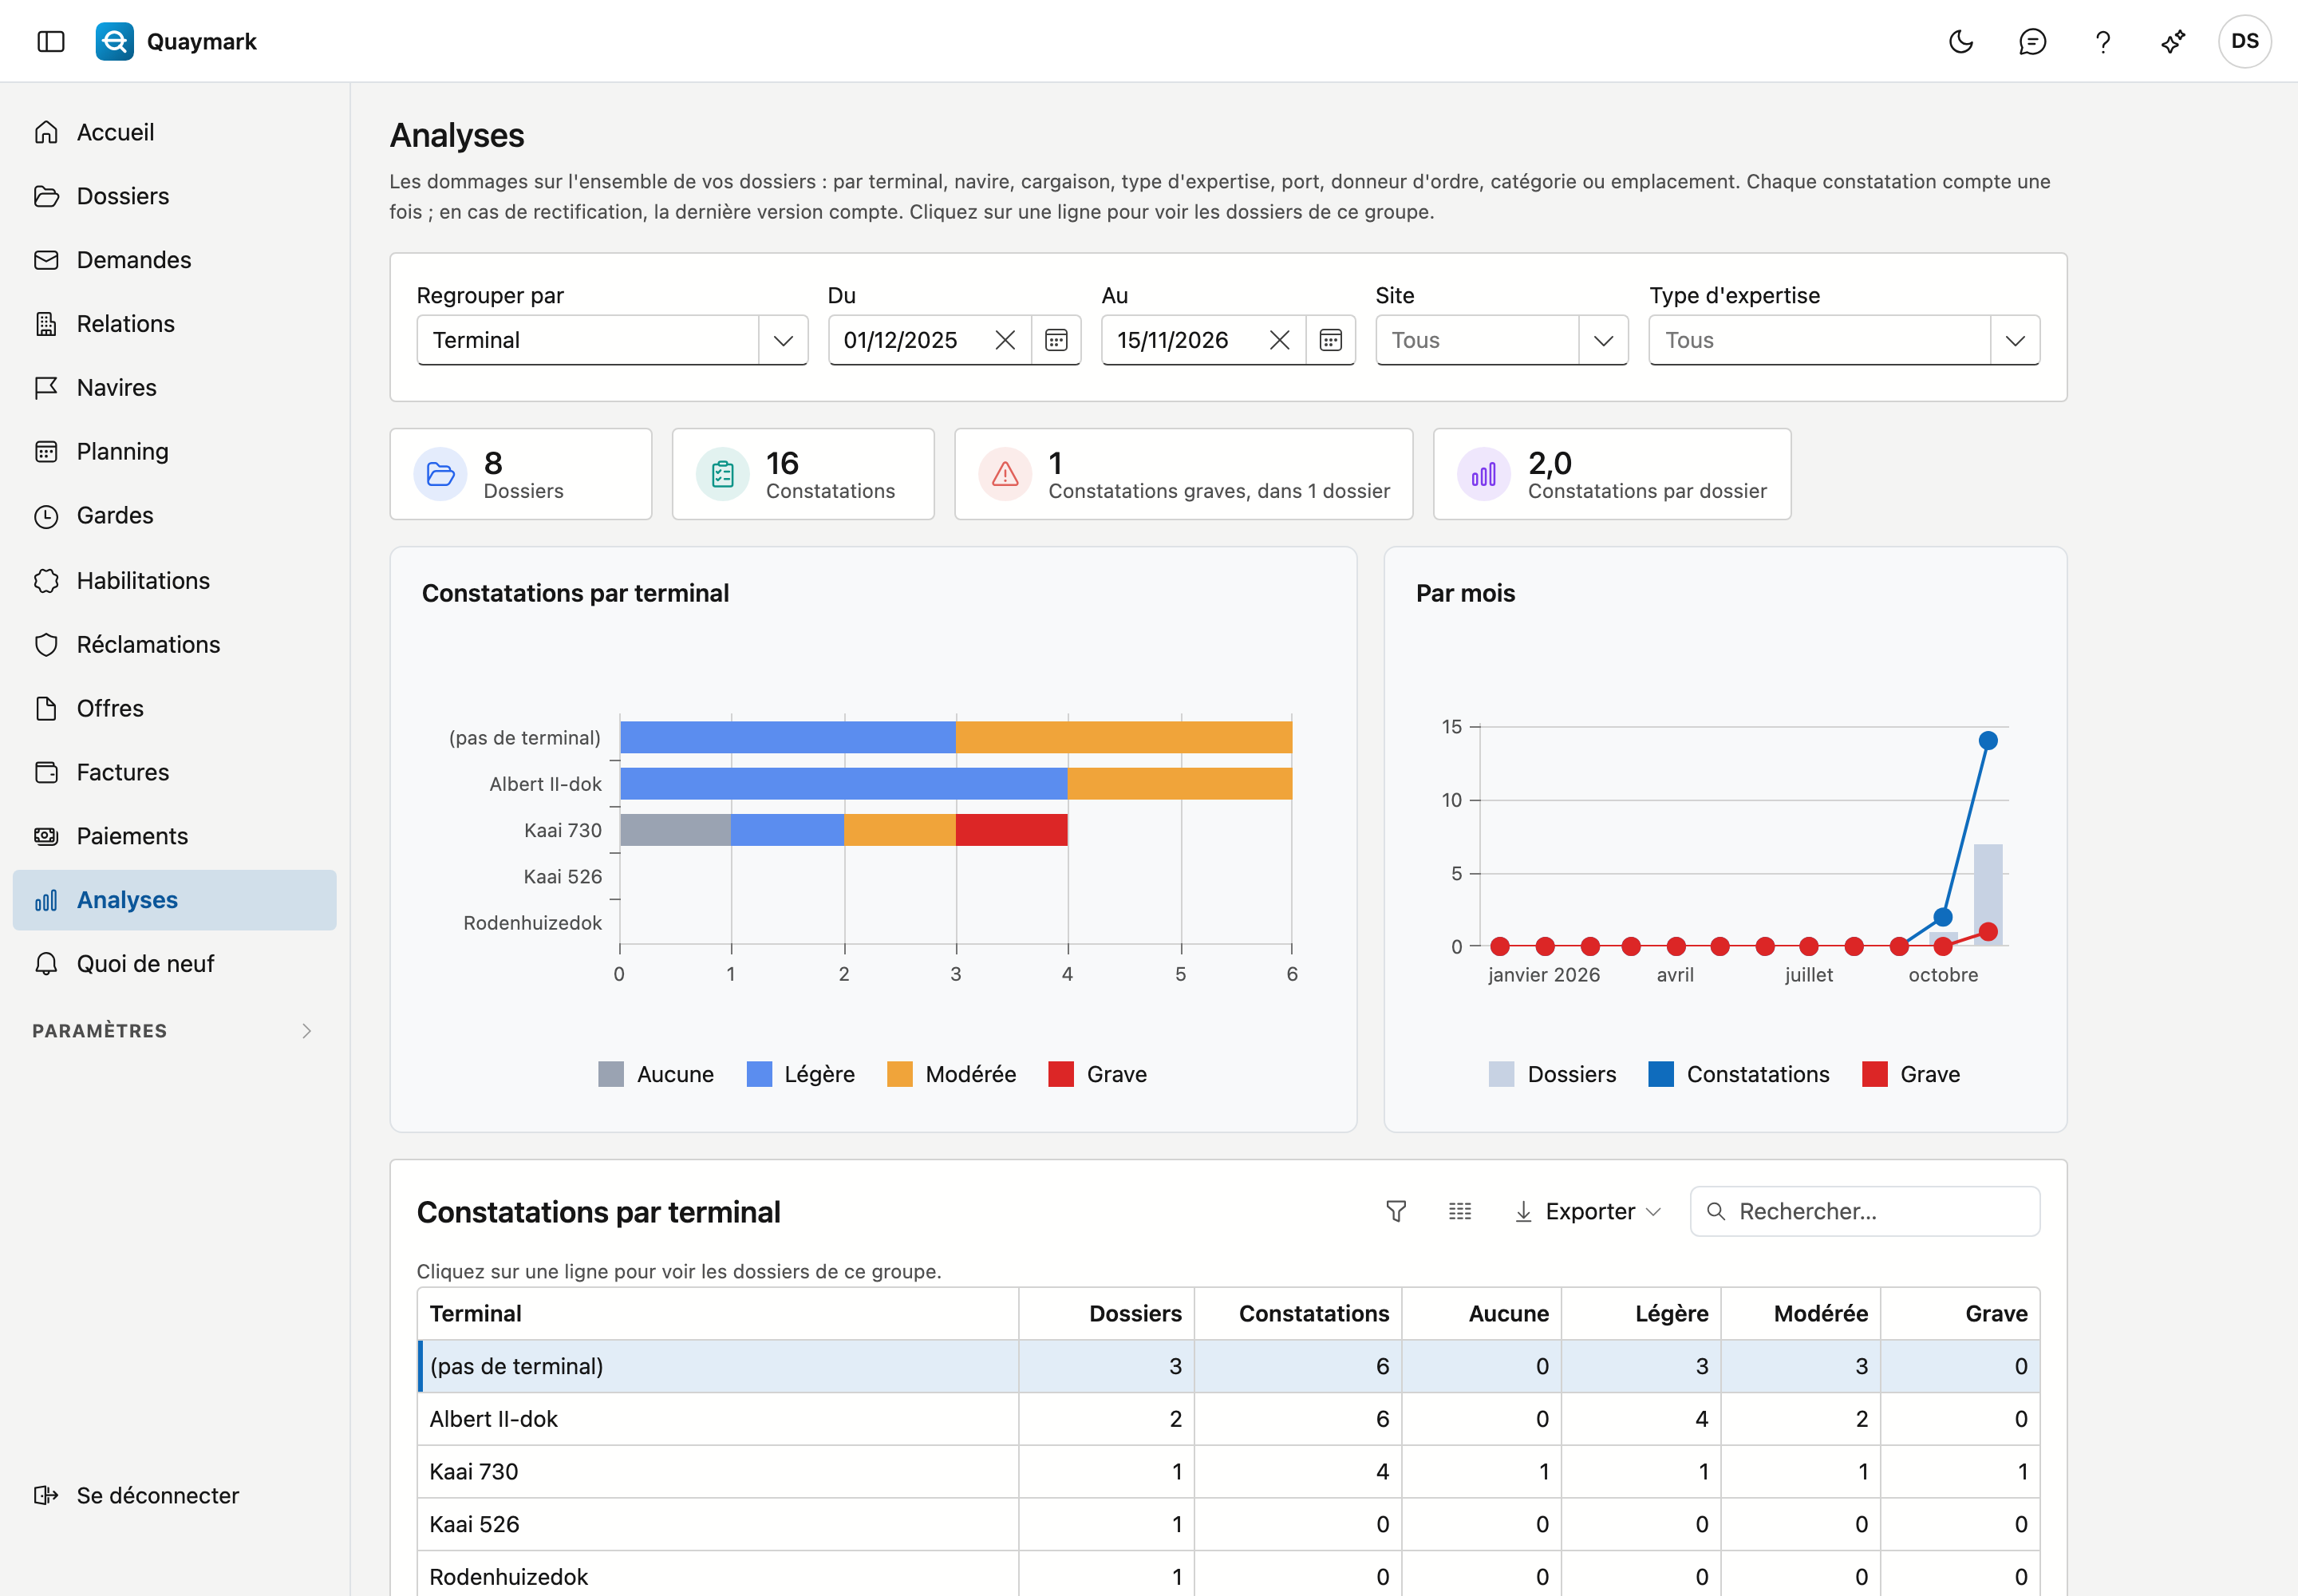 Quaymark
DS
Accueil
Dossiers
Demandes
Relations
Navires
Planning
Gardes
Habilitations
Réclamations
Offres
Factures
Paiements
Analyses
Quoi de neuf
PARAMÈTRES
Se déconnecter
Analyses
Les dommages sur l'ensemble de vos dossiers : par terminal, navire, cargaison, type d'expertise, port, donneur d'ordre, catégorie ou emplacement. Chaque constatation compte une
fois ; en cas de rectification, la dernière version compte. Cliquez sur une ligne pour voir les dossiers de ce groupe.
Regrouper par Du Au Site Type d'expertise
Terminal 01/12/2025 15/11/2026 Tous Tous
8 16 1 2,0
Dossiers Constatations Constatations graves, dans 1 dossier Constatations par dossier
Constatations par terminal
(pas de terminal)
Albert II-dok
Kaai 730
Kaai 526
Rodenhuizedok
0 1 2 3 4 5 6
Aucune Légère Modérée Grave
Par mois
15
10
5
0
janvier 2026 avril juillet octobre
Dossiers Constatations Grave
Constatations par terminal Exporter Rechercher...
Cliquez sur une ligne pour voir les dossiers de ce groupe.
Terminal Dossiers Constatations Aucune Légère Modérée Grave
(pas de terminal) 3 6 0 3 3 0
Albert II-dok 2 6 0 4 2 0
Kaai 730 1 4 1 1 1 1
Kaai 526 1 0 0 0 0 0
Rodenhuizedok 1 0 0 0 0 0